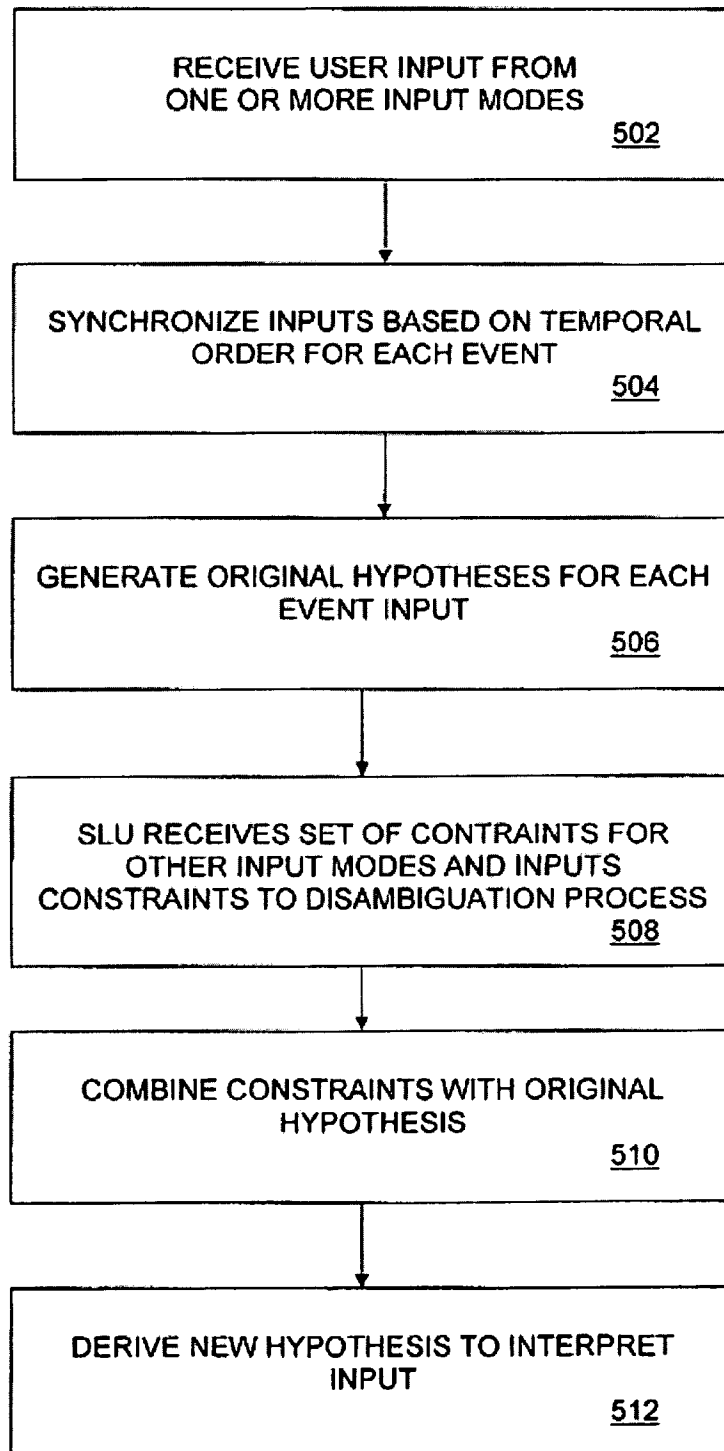 RECEIVE USER INPUT FROM
ONE OR MORE INPUT MODES
502
SYNCHRONIZE INPUTS BASED ON TEMPORAL
ORDER FOR EACH EVENT
504
GENERATE ORIGINAL HYPOTHESES FOR EACH
EVENT INPUT
506
SLU RECEIVES SET OF CONTRAINTS FOR
OTHER INPUT MODES AND INPUTS
CONSTRAINTS TO DISAMBIGUATION PROCESS
508
COMBINE CONSTRAINTS WITH ORIGINAL
HYPOTHESIS
510
DERIVE NEW HYPOTHESIS TO INTERPRET
INPUT
512